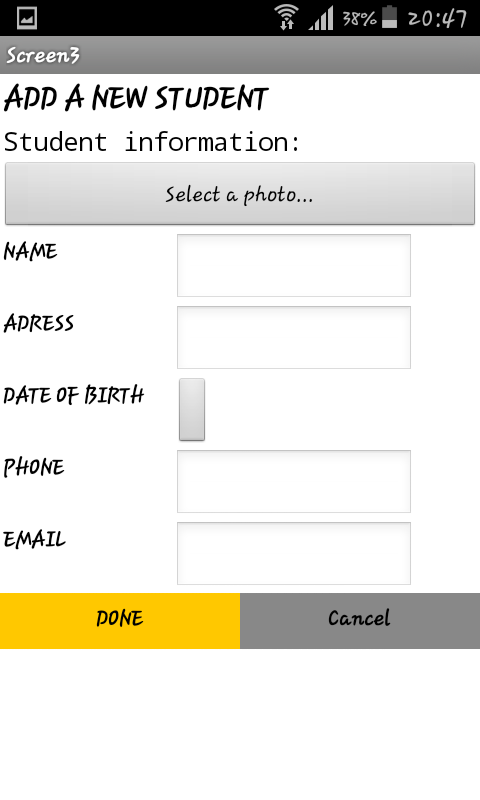 38% 20:47
Screen3
ADD A NEW STUDENT
Student information:
Select a photo...
NAME
ADRESS
DATE OF BIRTH
PHONE
EMAIL
DONE Cancel